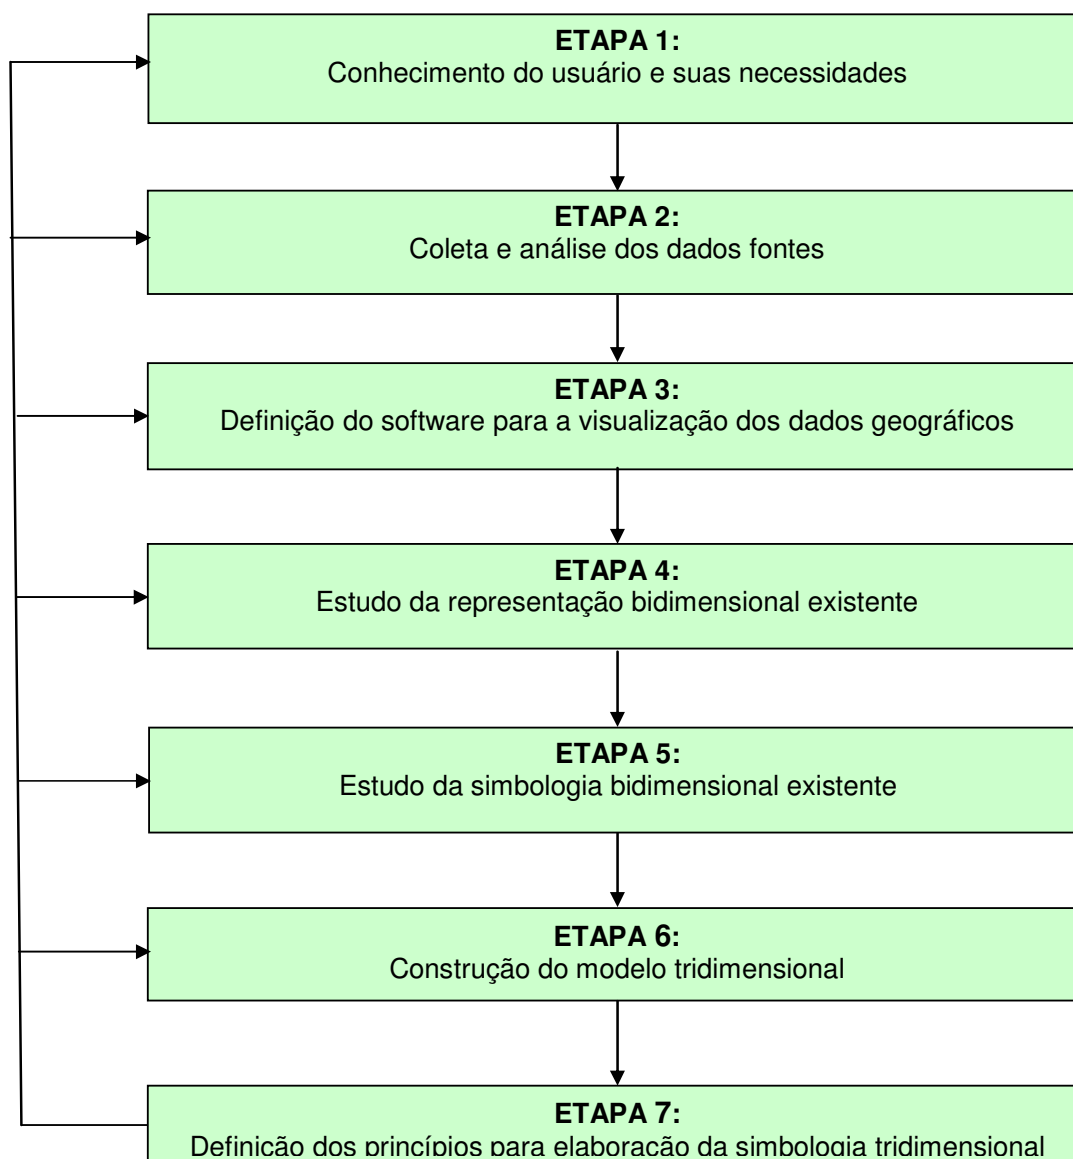 ETAPA 1:
Conhecimento do usuário e suas necessidades
ETAPA 2:
Coleta e análise dos dados fontes
ETAPA 3:
Definição do software para a visualização dos dados geográficos
ETAPA 4:
Estudo da representação bidimensional existente
ETAPA 5:
Estudo da simbologia bidimensional existente
ETAPA 6:
Construção do modelo tridimensional
ETAPA 7:
Definição dos princípios para elaboração da simbologia tridimensional